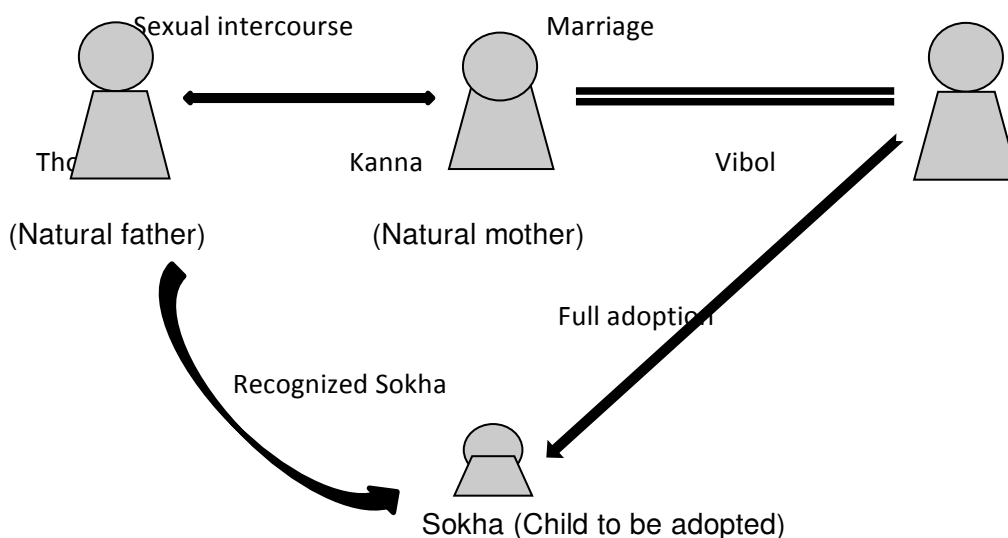 Sexual intercourse Marriage
Kanna Vibol
(Natural father) (Natural mother)
Full adoption
Recognized Sokha
Sokha (Child to be adopted)